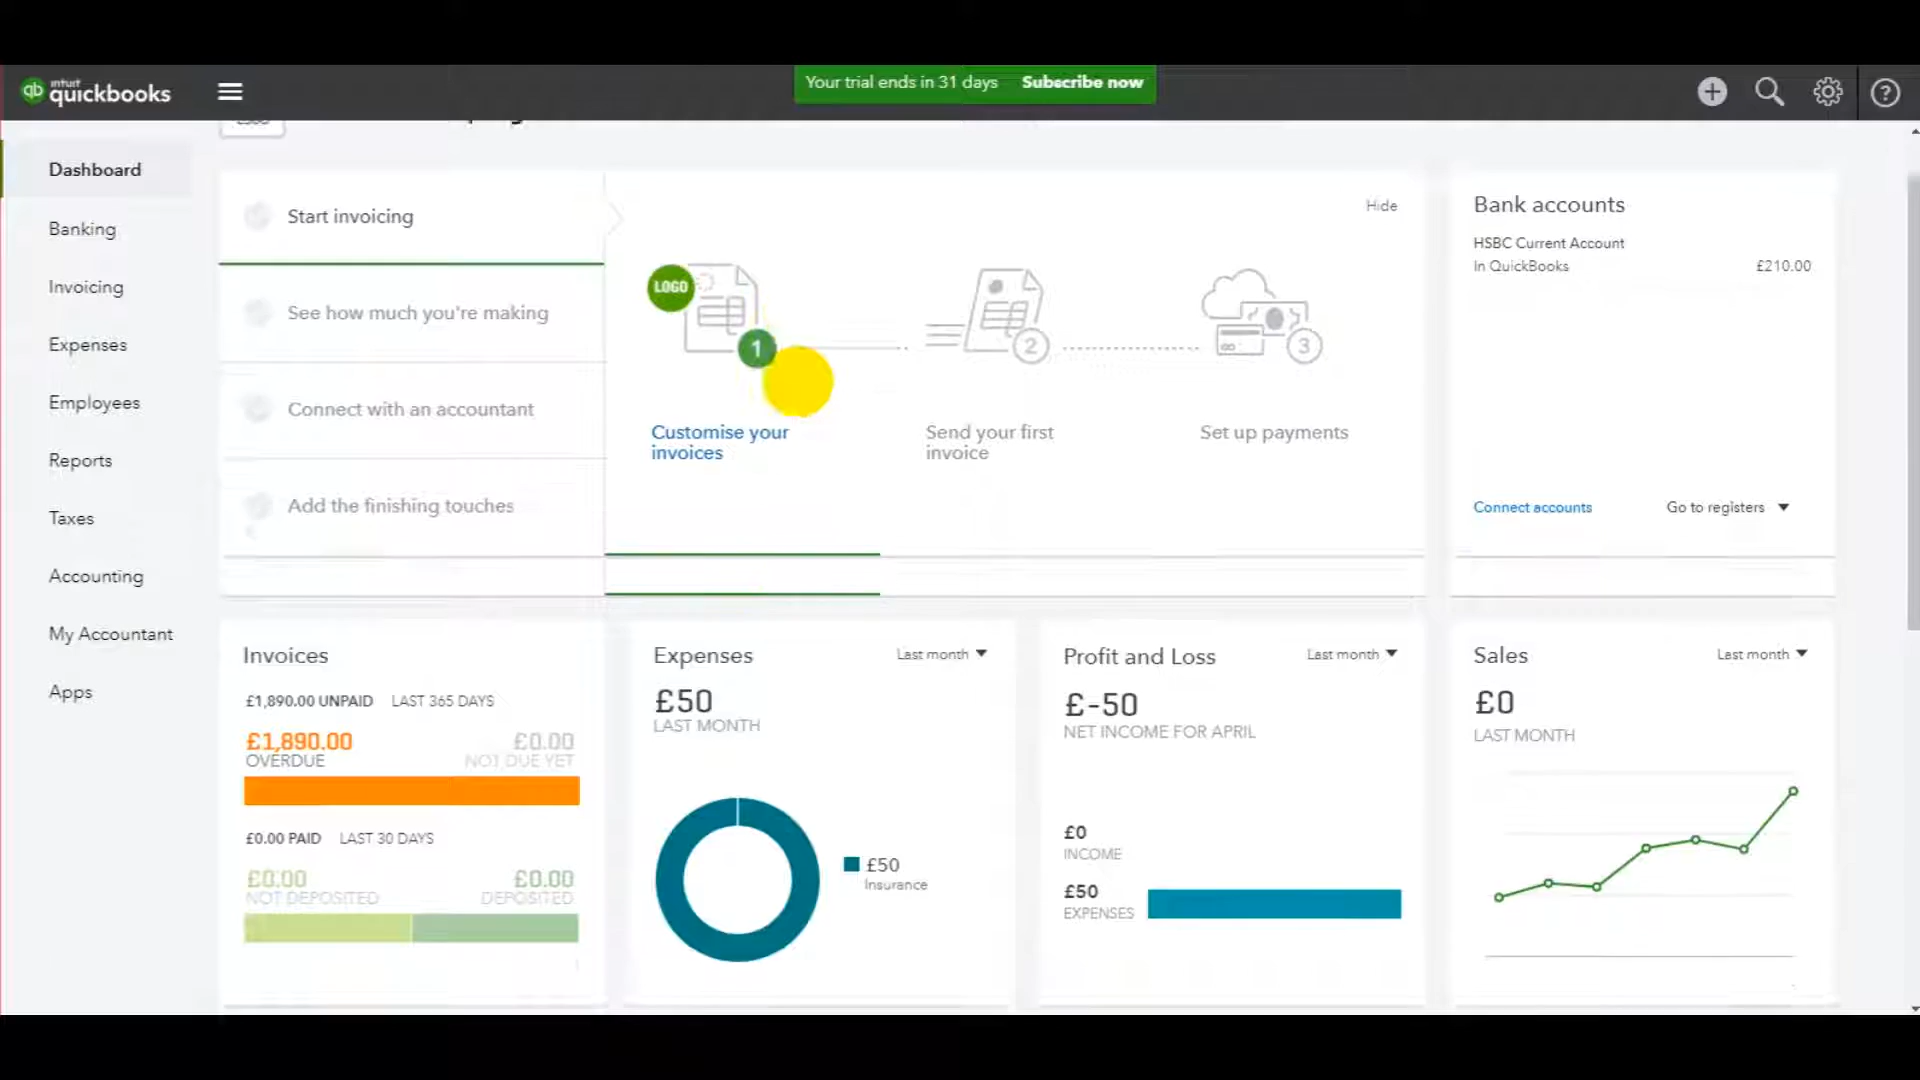 intuit
qb quickbooks
Your trial ends in 31 days Subscribe now
Dashboard
Banking
Invoicing
Expenses
Employees
Reports
Taxes
Accounting
My Accountant
Apps
Start invoicing
See how much you're making
Connect with an accountant
Add the finishing touches
Hide
LOGO
1
2
3
Customise your
invoices
Send your first
invoice
Set up payments
Bank accounts
HSBC Current Account
In QuickBooks £210.00
Connect accounts Go to registers
Invoices
£1,890.00 UNPAID LAST 365 DAYS
£1,890.00 £0.00
OVERDUE NOT DUE YET
£0.00 PAID LAST 30 DAYS
£0.00 £0.00
NOT DEPOSITED DEPOSITED
Expenses Last month
£50
LAST MONTH
£50
Insurance
Profit and Loss Last month
£-50
NET INCOME FOR APRIL
£0
INCOME
£50
EXPENSES
Sales Last month
£0
LAST MONTH